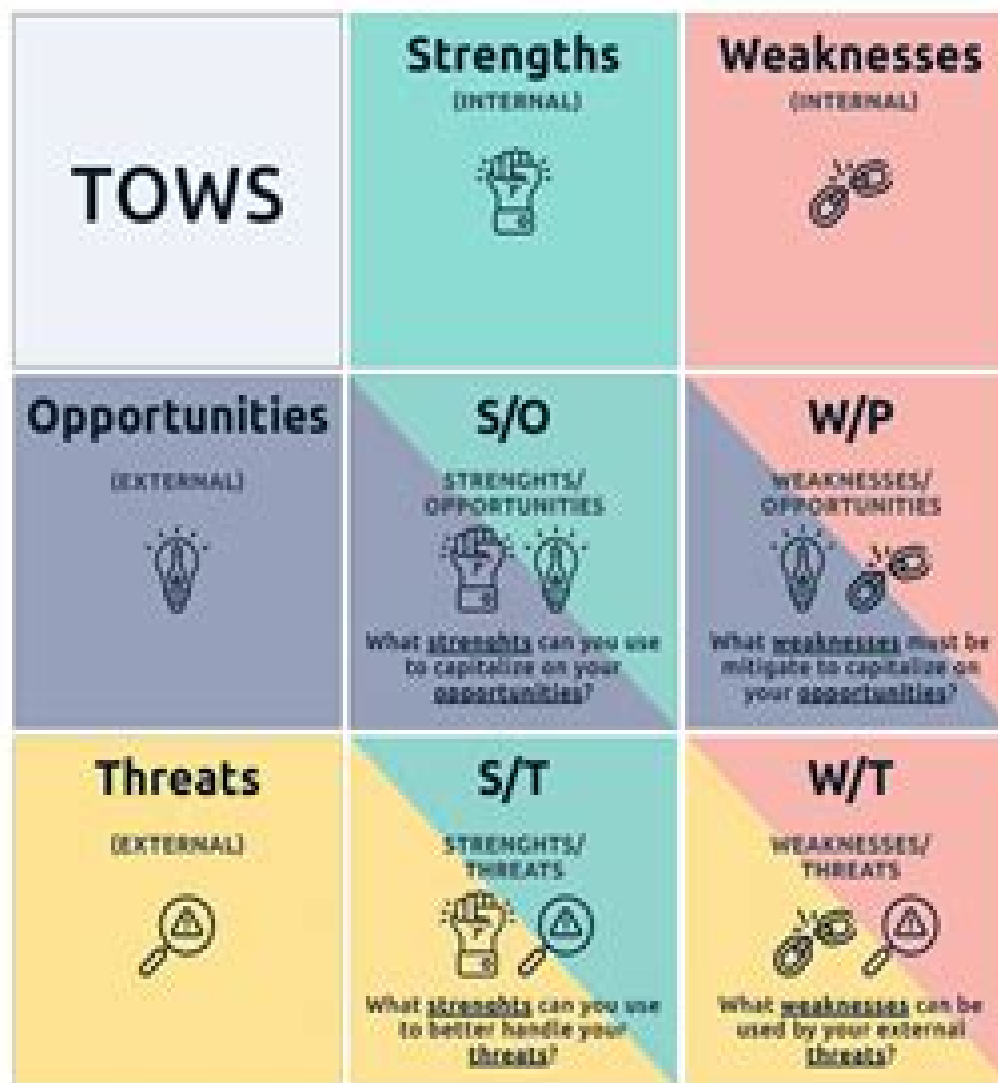 TOWS
Strengths
(INTERNAL)
Weaknesses
(INTERNAL)
Opportunities
(EXTERNAL)
S/O
STRENGHTS/
OPPORTUNITIES
What strenghts can you use
to capitalize on your
opportunities?
W/P
WEAKNESSES/
OPPORTUNITIES
What weaknesses must be
mitigate to capitalize on
your opportunities?
Threats
(EXTERNAL)
S/T
STRENGHTS/
THREATS
What strenghts can you use
to better handle your
threats?
W/T
WEAKNESSES/
THREATS
What weaknesses can be
used by your external
threats?